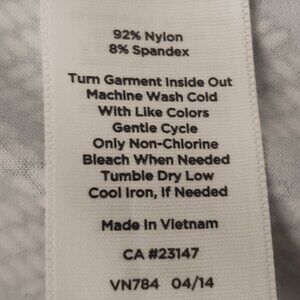 92% Nylon
8% Spandex
Turn Garment Inside Out
Machine Wash Cold
With Like Colors
Gentle Cycle
Only Non-Chlorine
Bleach When Needed
Tumble Dry Low
Cool Iron, If Needed
Made In Vietnam
CA #23147
VN784 04/14